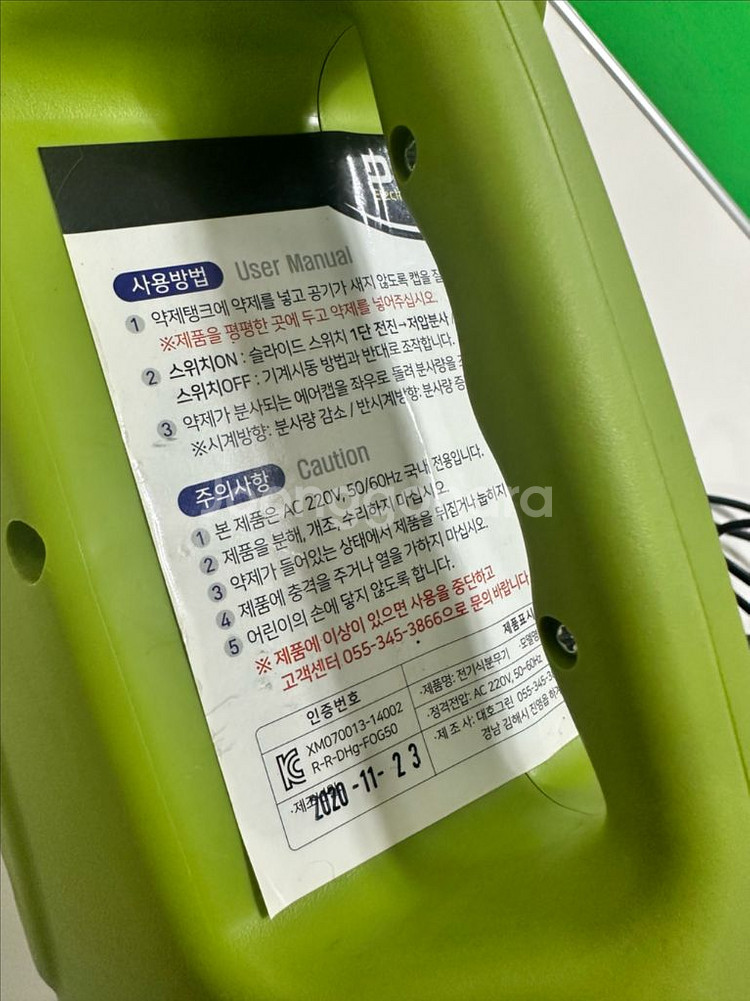 사용방법 User Manual
1 약제탱크에 약제를 넣고 공기가 새지 않도록 캡을
※제품을 평평한 곳에 두고 약제를 넣어주십시오.
2 스위치ON : 슬라이드 스위치 1단 전진→저압분사 /
스위치OFF : 기계시동 방법과 반대로 조작합니다.
3 약제가 분사되는 에어캡을 좌우로 돌려 분사량을
※시계방향: 분사량 감소 / 반시계방향: 분사량
주의사항 Caution
1 본 제품은 AC 220V, 50/60Hz 국내 전용입니다.
2 제품을 분해, 개조, 수리하지 마십시오.
3 약제가 들어있는 상태에서 제품을 뒤집거나 눕히지
4 제품에 충격을 주거나 열을 가하지 마십시오.
5 어린이의 손에 닿지 않도록 합니다.
※ 제품에 이상이 있으면 사용을 중단하고
고객센터 055-345-3866으로 문의 바랍니다
인증번호
XM070013-14002
R-R-DHg-FOG50
2020-11-23
제품표시
·제품명: 전기식분무기 ·모델명
·정격전압: AC 220V, 50~60Hz
·제 조 사: 대호그린 055-345-3
경남 김해시 진영읍